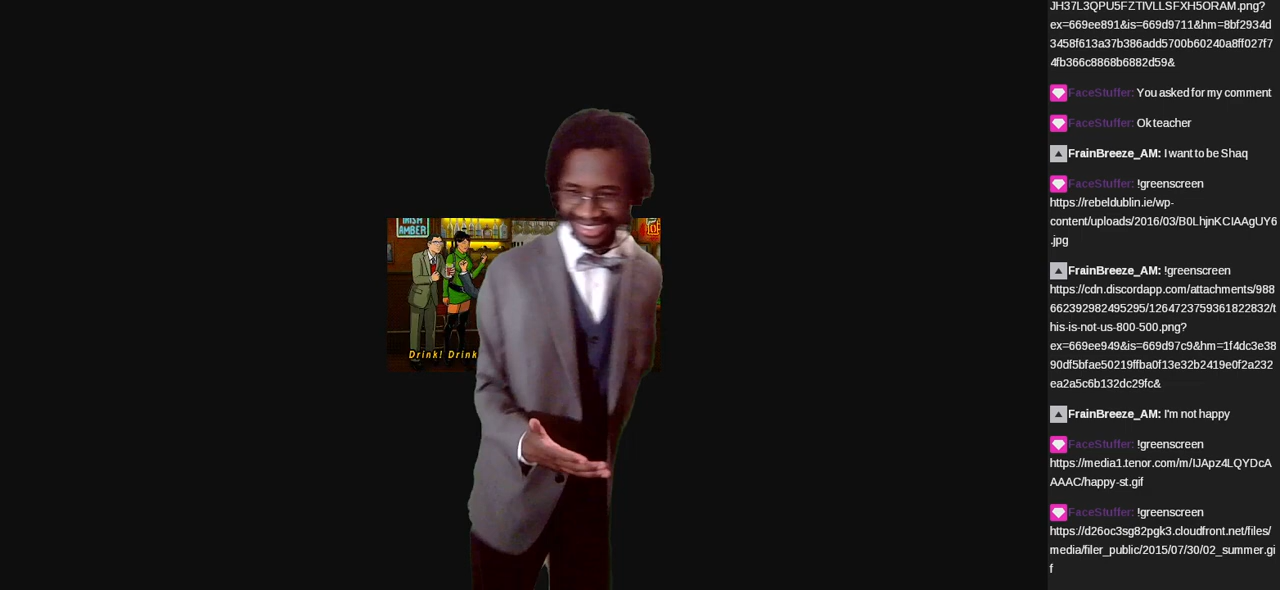 IRISH
AMBER
Drink! Drink
JH37L3QPU5FZTIVLLSFXH5ORAM.png?
ex=669ee891&is=669d9711&hm=8bf2934d
3458f613a37b386add5700b60240a8ff027f7
4fb366c8868b6882d59&
FaceStuffer: You asked for my comment
FaceStuffer: Ok teacher
FrainBreeze_AM: I want to be Shaq
FaceStuffer: !greenscreen
https://rebeldublin.ie/wp-
content/uploads/2016/03/B0LhjnKCIAAgUY6
.jpg
FrainBreeze_AM: !greenscreen
https://cdn.discordapp.com/attachments/988
662392982495295/1264723759361822832/t
his-is-not-us-800-500.png?
ex=669ee949&is=669d97c9&hm=1f4dc3e38
90df5bfae50219ffba0f13e32b2419e0f2a232
ea2a5c6b132dc29fc&
FrainBreeze_AM: I'm not happy
FaceStuffer: !greenscreen
https://media1.tenor.com/m/IJApz4LQYDcA
AAAC/happy-st.gif
FaceStuffer: !greenscreen
https://d26oc3sg82pgk3.cloudfront.net/files/
media/filer_public/2015/07/30/02_summer.gi
f